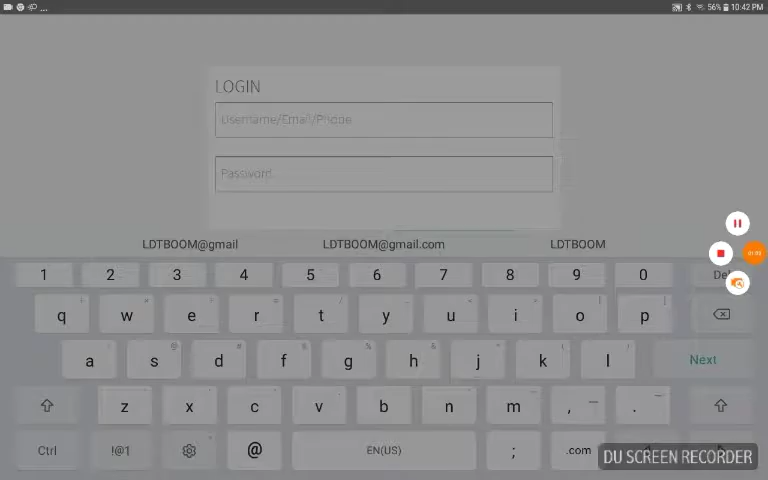 ... 56% 10:42 PM
LOGIN
Username/Email/Phone
Password
LDTBOOM@gmail LDTBOOM@gmail.com LDTBOOM
1 2 3 4 5 6 7 8 9 0 Del
q w e r t y u i o p
a s d f g h j k l Next
z x c v b n m , .
Ctrl !@1 @ EN(US) ; .com
DU SCREEN RECORDER